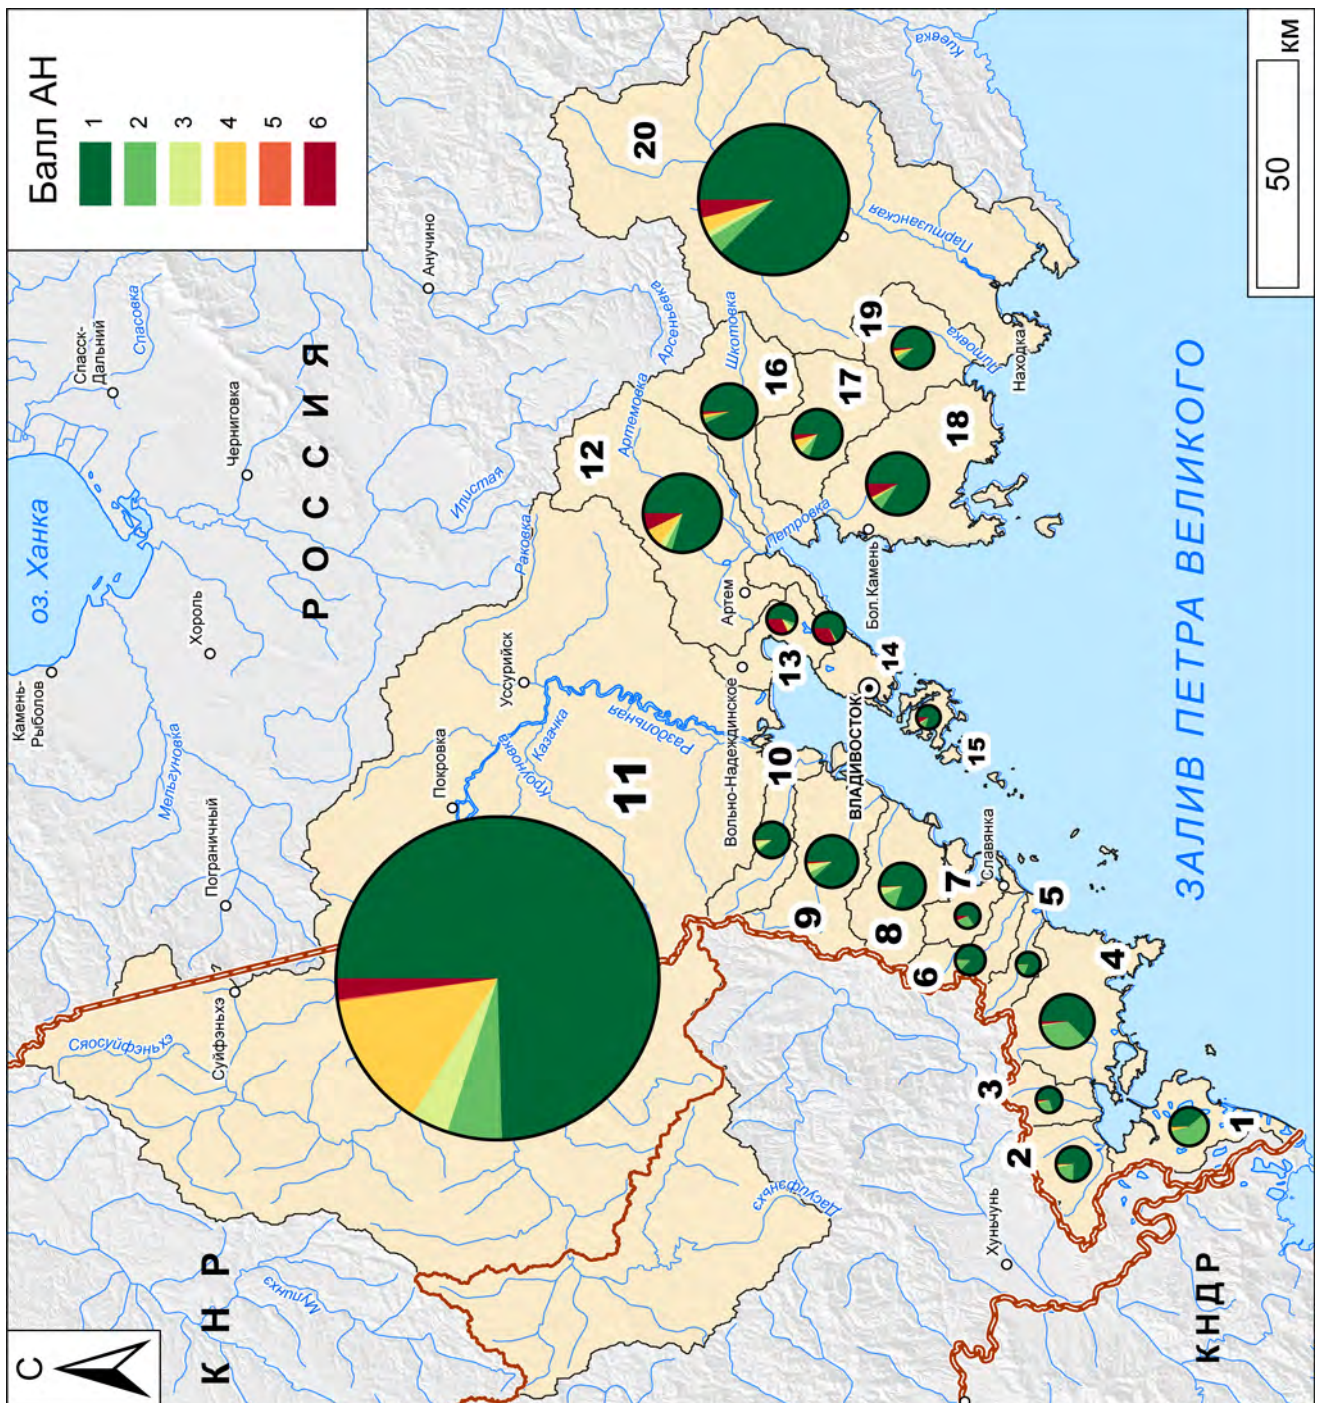 С
К Н Р
Р О С С И Я
КНДР
Балл АН
1
2
3
4
5
6
50
км
оз. Ханка
ЗАЛИВ ПЕТРА ВЕЛИКОГО
Камень-
Рыболов
Спасск-
Дальний
Спасовка
Черниговка
Хороль
Мельгуновка
Пограничный
Суйфэньхэ
Сяосуйфэньхэ
Мулинхэ
Дасуйфэньхэ
Хуньчунь
Покровка
Уссурийск
Кроуновка
Казачка
Раздольная
Раковка
Илистая
Анучино
Арсеньевка
Артемовка
Шкотовка
Петровка
Артем
Вольно-Надеждинское
ВЛАДИВОСТОК
Бол.Камень
Славянка
Находка
Литовка
Партизанская
Киевка
1
2
3
4
5
6
7
8
9
10
11
12
13
14
15
16
17
18
19
20